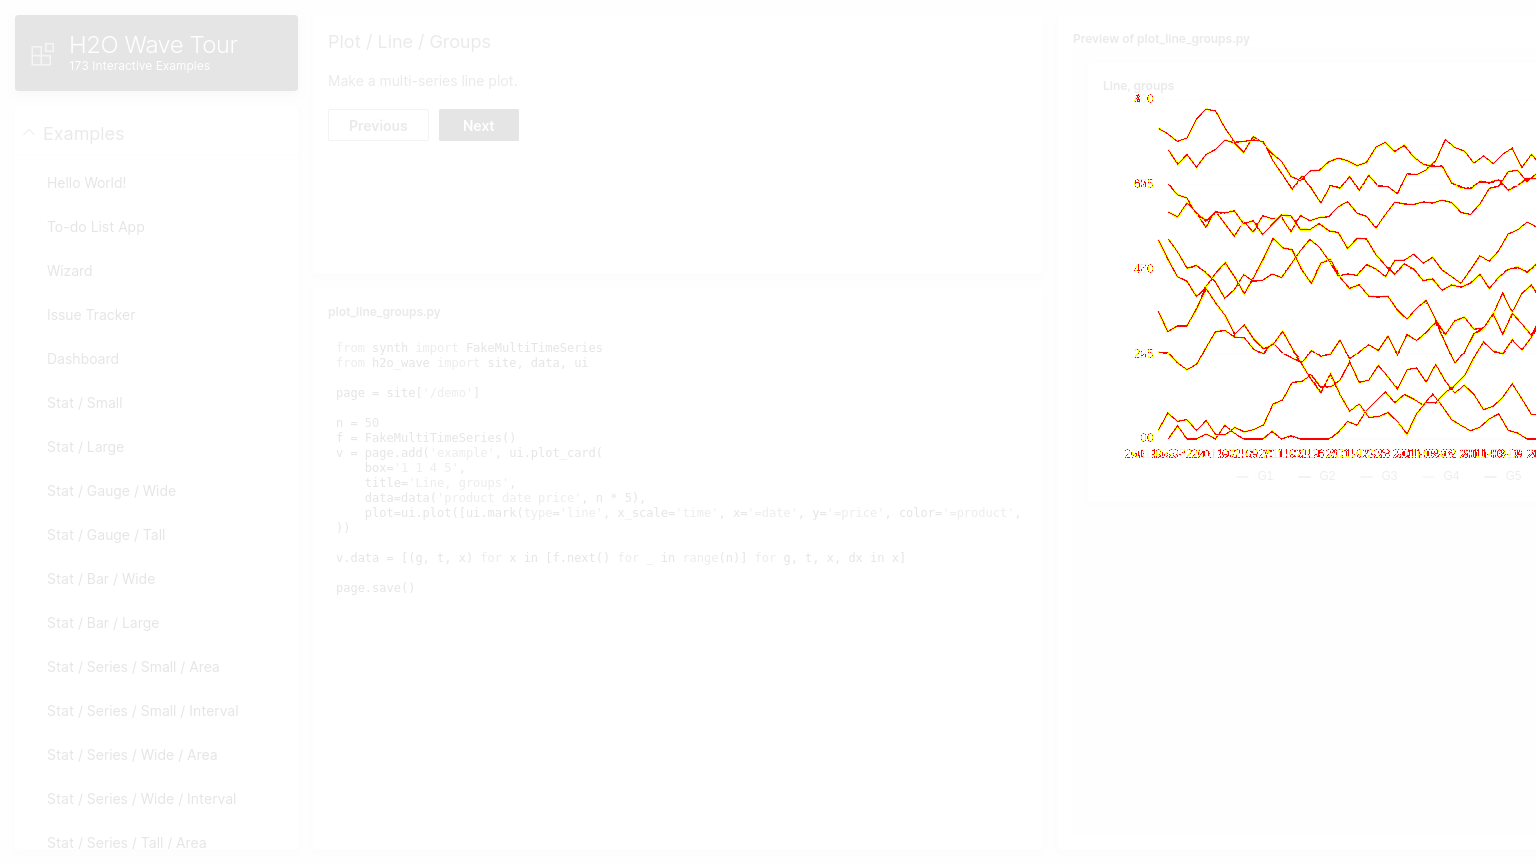 H2O Wave Tour
173 Interactive Examples
Examples
Hello World!
To-do List App
Wizard
Issue Tracker
Dashboard
Stat / Small
Stat / Large
Stat / Gauge / Wide
Stat / Gauge / Tall
Stat / Bar / Wide
Stat / Bar / Large
Stat / Series / Small / Area
Stat / Series / Small / Interval
Stat / Series / Wide / Area
Stat / Series / Wide / Interval
Stat / Series / Tall / Area
Plot / Line / Groups
Make a multi-series line plot.
Previous
Next
plot_line_groups.py
from synth import FakeMultiTimeSeries
from h2o_wave import site, data, ui
page = site['/demo']
n = 50
f = FakeMultiTimeSeries()
v = page.add('example', ui.plot_card(
box='1 1 4 5',
title='Line, groups',
data=data('product date price', n * 5),
plot=ui.plot([ui.mark(type='line', x_scale='time', x='=date', y='=price', color='=product',
))
v.data = [(g, t, x) for x in [f.next() for _ in range(n)] for g, t, x, dx in x]
page.save()
Preview of plot_line_groups.py
Line, groups
G1
G2
G3
G4
G5